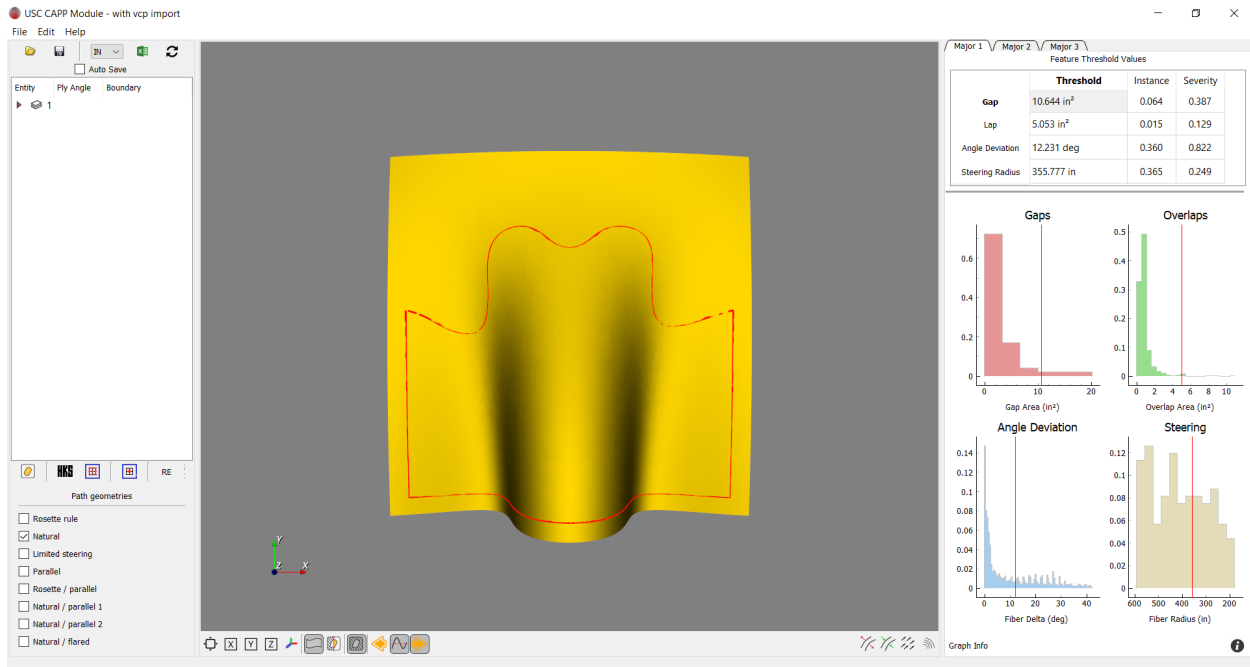 USC CAPP Module - with vcp import
File Edit Help
IN
Auto Save
Entity Ply Angle Boundary
1
HKS RE
Path geometries
Rosette rule
Natural
Limited steering
Parallel
Rosette / parallel
Natural / parallel 1
Natural / parallel 2
Natural / flared
Y
Z X
X Y Z
Major 1 Major 2 Major 3
Feature Threshold Values
Threshold Instance Severity
Gap 10.644 in² 0.064 0.387
Lap 5.053 in² 0.015 0.129
Angle Deviation 12.231 deg 0.360 0.822
Steering Radius 355.777 in 0.365 0.249
Gaps
0.6
0.4
0.2
0
0 10 20
Gap Area (in²)
Overlaps
0.5
0.4
0.3
0.2
0.1
0
0 2 4 6 8 10
Overlap Area (in²)
Angle Deviation
0.14
0.12
0.1
0.08
0.06
0.04
0.02
0
0 10 20 30 40
Fiber Delta (deg)
Steering
0.12
0.1
0.08
0.06
0.04
0.02
0
600 500 400 300 200
Fiber Radius (in)
Graph Info